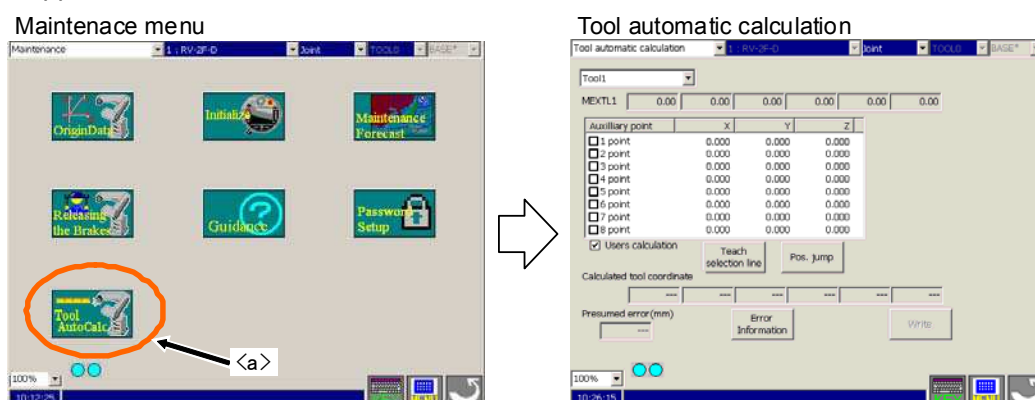 Maintenace menu
Maintenance
1 : RV-2F-D
Joint
TOOL0
BASE*
OriginData
Initialize
Maintenance
Forecast
Releasing
the Brakes
Guidance
Password
Setup
Tool
AutoCalc
<a>
100%
10:12:25
Tool automatic calculation
Tool automatic calculation
1 : RV-2F-D
Joint
TOOL0
BASE*
Tool1
MEXTL1 0.00 0.00 0.00 0.00 0.00 0.00
Auxilliary point X Y Z
1 point 0.000 0.000 0.000
2 point 0.000 0.000 0.000
3 point 0.000 0.000 0.000
4 point 0.000 0.000 0.000
5 point 0.000 0.000 0.000
6 point 0.000 0.000 0.000
7 point 0.000 0.000 0.000
8 point 0.000 0.000 0.000
Users calculation
Teach
selection line
Pos. jump
Calculated tool coordinate
--- --- --- --- --- ---
Presumed error(mm)
---
Error
Information
Write
100%
10:26:15